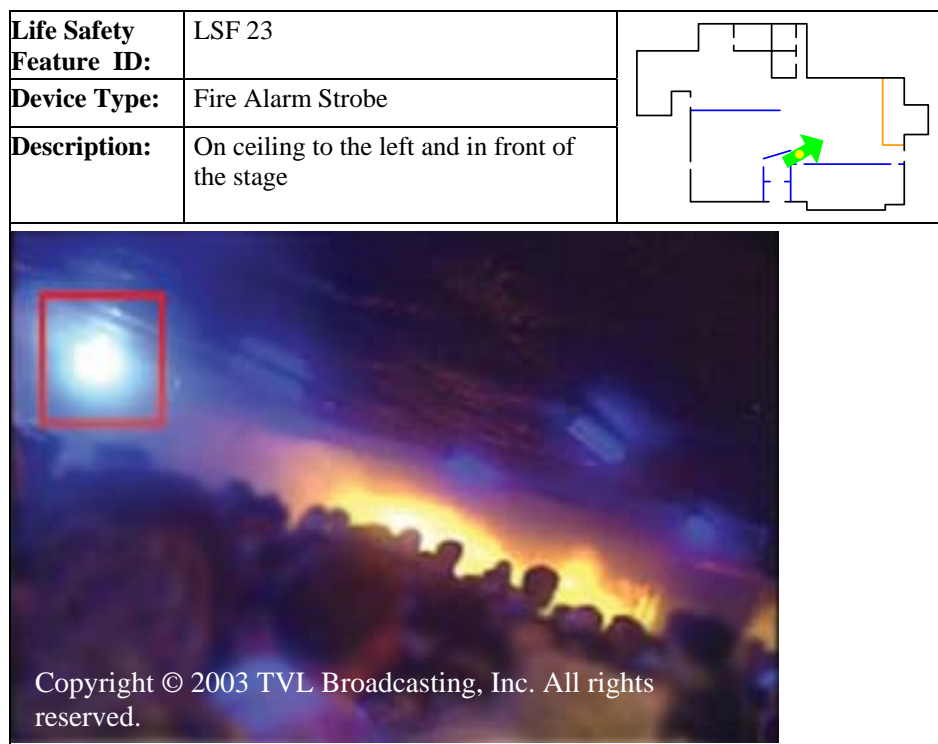 Life Safety
Feature ID:
LSF 23
Device Type:
Fire Alarm Strobe
Description:
On ceiling to the left and in front of
the stage
Copyright © 2003 TVL Broadcasting, Inc. All rights
reserved.